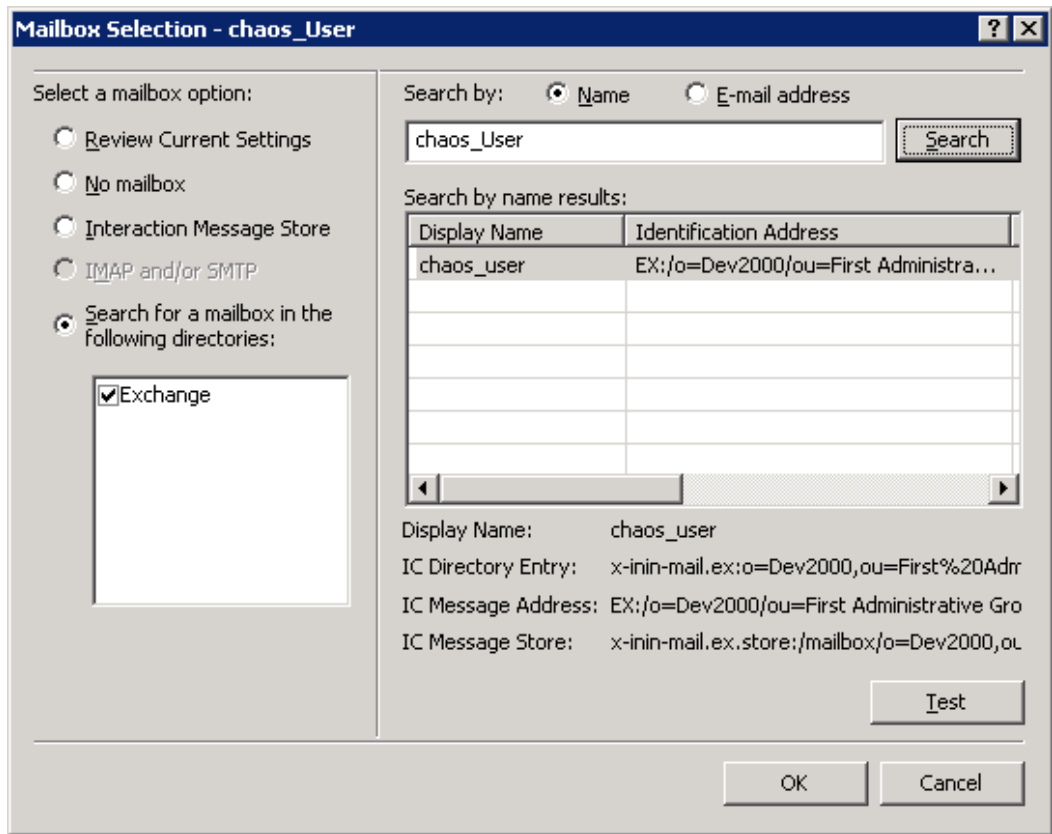 Mailbox Selection - chaos_User
Select a mailbox option:
Review Current Settings
No mailbox
Interaction Message Store
IMAP and/or SMTP
Search for a mailbox in the
following directories:
Exchange
Search by: Name E-mail address
chaos_User Search
Search by name results:
Display Name Identification Address
chaos_user EX:/o=Dev2000/ou=First Administra...
Display Name: chaos_user
IC Directory Entry: x-inin-mail.ex:o=Dev2000,ou=First%20Adm
IC Message Address: EX:/o=Dev2000/ou=First Administrative Gro
IC Message Store: x-inin-mail.ex.store:/mailbox/o=Dev2000,ou
Test
OK Cancel